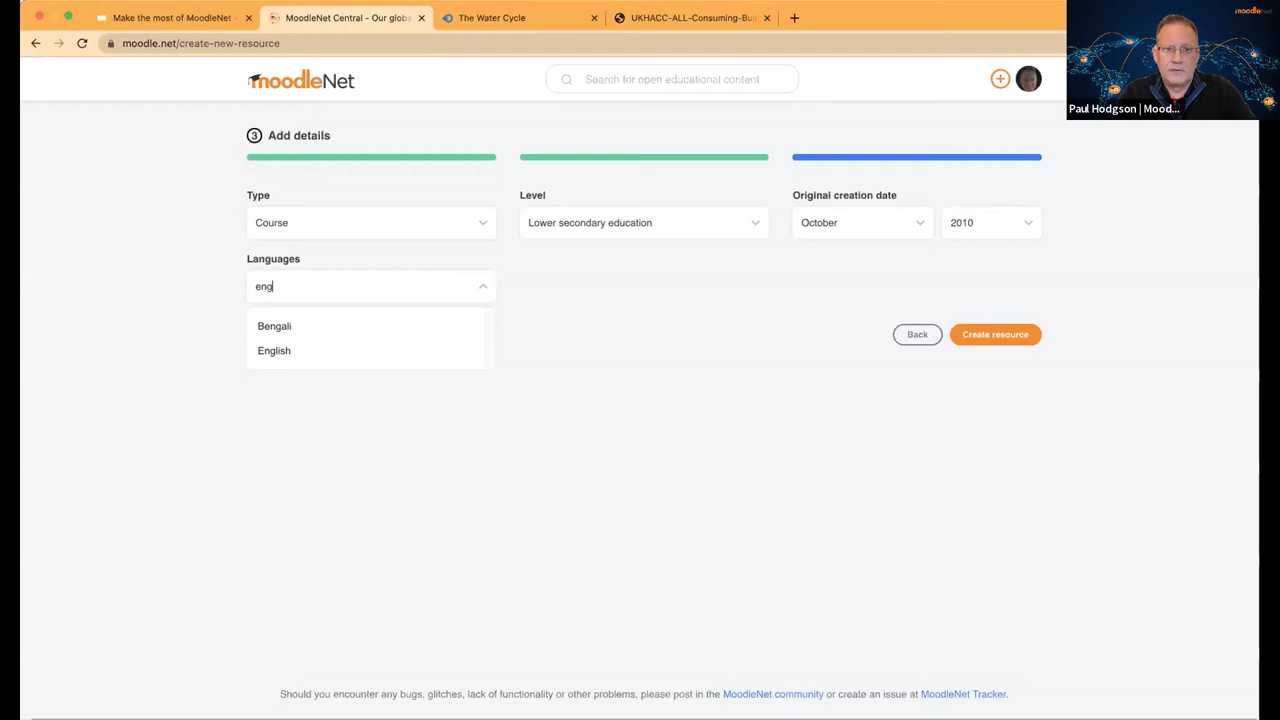 Make the most of MoodleNet
MoodleNet Central - Our globa
The Water Cycle
UKHACC-ALL-Consuming-Bu
moodle.net/create-new-resource
moodleNet
Search for open educational content
moodleNet
Paul Hodgson | Mood...
3 Add details
Type
Level
Original creation date
Course
Lower secondary education
October
2010
Languages
eng
Bengali
English
Back
Create resource
Should you encounter any bugs, glitches, lack of functionality or other problems, please post in the MoodleNet community or create an issue at MoodleNet Tracker.